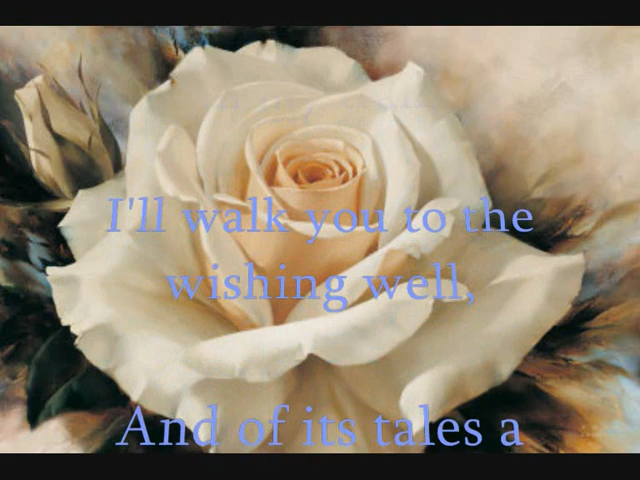 I'll walk you to the
wishing well,
And of its tales a